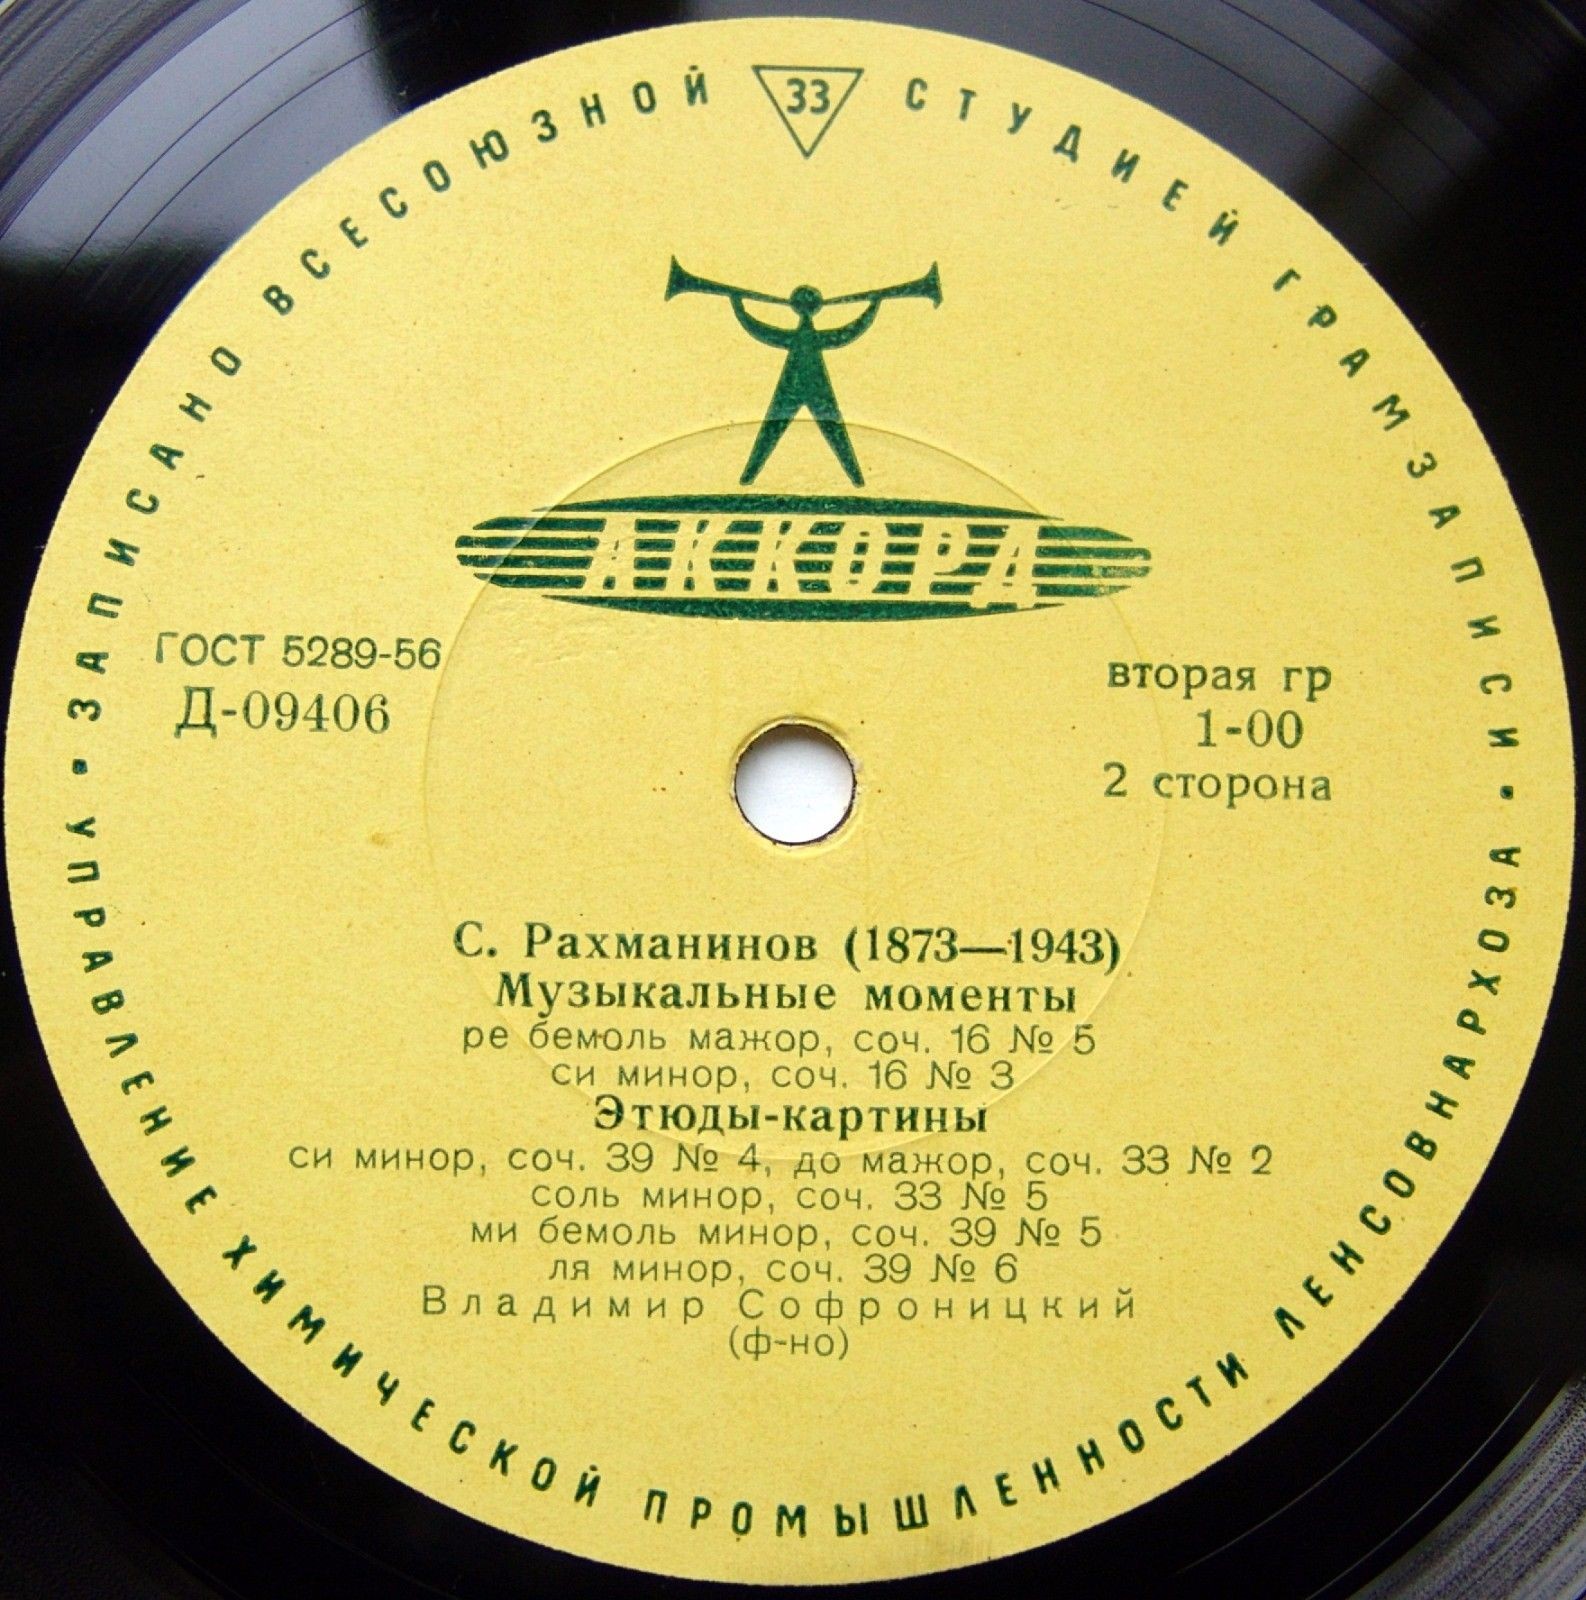 ЗАПИСАНО ВСЕСОЮЗНОЙ СТУДИЕЙ ГРАМЗАПИСИ
33
АККОРД
ГОСТ 5289-56
Д-09406
вторая гр
1-00
2 сторона
С. Рахманинов (1873—1943)
Музыкальные моменты
ре бемоль мажор, соч. 16 № 5
си минор, соч. 16 № 3
Этюды-картины
си минор, соч. 39 № 4, до мажор, соч. 33 № 2
соль минор, соч. 33 № 5
ми бемоль минор, соч. 39 № 5
ля минор, соч. 39 № 6
Владимир Софроницкий
(ф-но)
• УПРАВЛЕНИЕ ХИМИЧЕСКОЙ ПРОМЫШЛЕННОСТИ ЛЕНСОВНАРХОЗА •